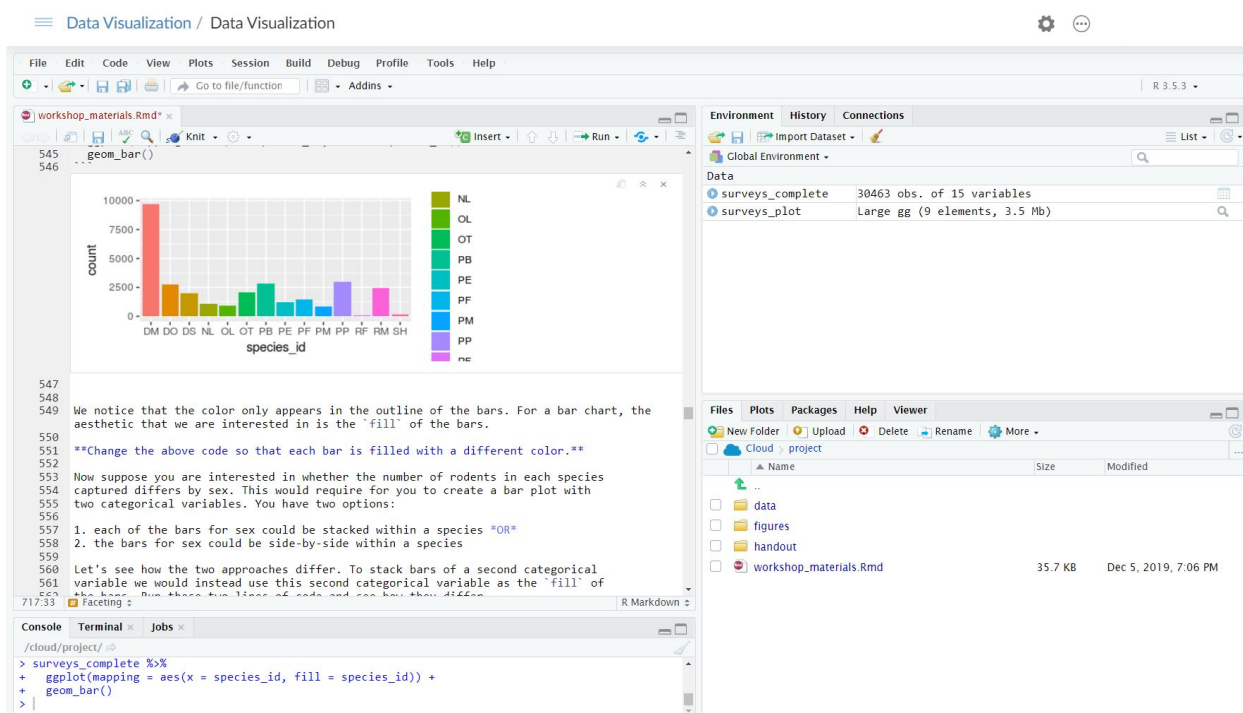 Data Visualization / Data Visualization
File Edit Code View Plots Session Build Debug Profile Tools Help
Go to file/function Addins R 3.5.3
workshop_materials.Rmd* ×
ABC Knit Insert Run
545 geom_bar()
546 ```
10000
7500
5000
2500
0
count
DM DO DS NL OL OT PB PE PF PM PP RF RM SH
species_id
NL
OL
OT
PB
PE
PF
PM
PP
547
548
549 We notice that the color only appears in the outline of the bars. For a bar chart, the
aesthetic that we are interested in is the `fill` of the bars.
550
551 **Change the above code so that each bar is filled with a different color.**
552
553 Now suppose you are interested in whether the number of rodents in each species
554 captured differs by sex. This would require for you to create a bar plot with
555 two categorical variables. You have two options:
556
557 1. each of the bars for sex could be stacked within a species *OR*
558 2. the bars for sex could be side-by-side within a species
559
560 Let's see how the two approaches differ. To stack bars of a second categorical
561 variable we would instead use this second categorical variable as the `fill` of
717:33 # Faceting R Markdown
Console Terminal × Jobs ×
/cloud/project/
> surveys_complete %>%
+ ggplot(mapping = aes(x = species_id, fill = species_id)) +
+ geom_bar()
>
Environment History Connections
Import Dataset List
Global Environment
Data
surveys_complete 30463 obs. of 15 variables
surveys_plot Large gg (9 elements, 3.5 Mb)
Files Plots Packages Help Viewer
New Folder Upload Delete Rename More
Cloud > project ...
Name Size Modified
..
data
figures
handout
workshop_materials.Rmd 35.7 KB Dec 5, 2019, 7:06 PM